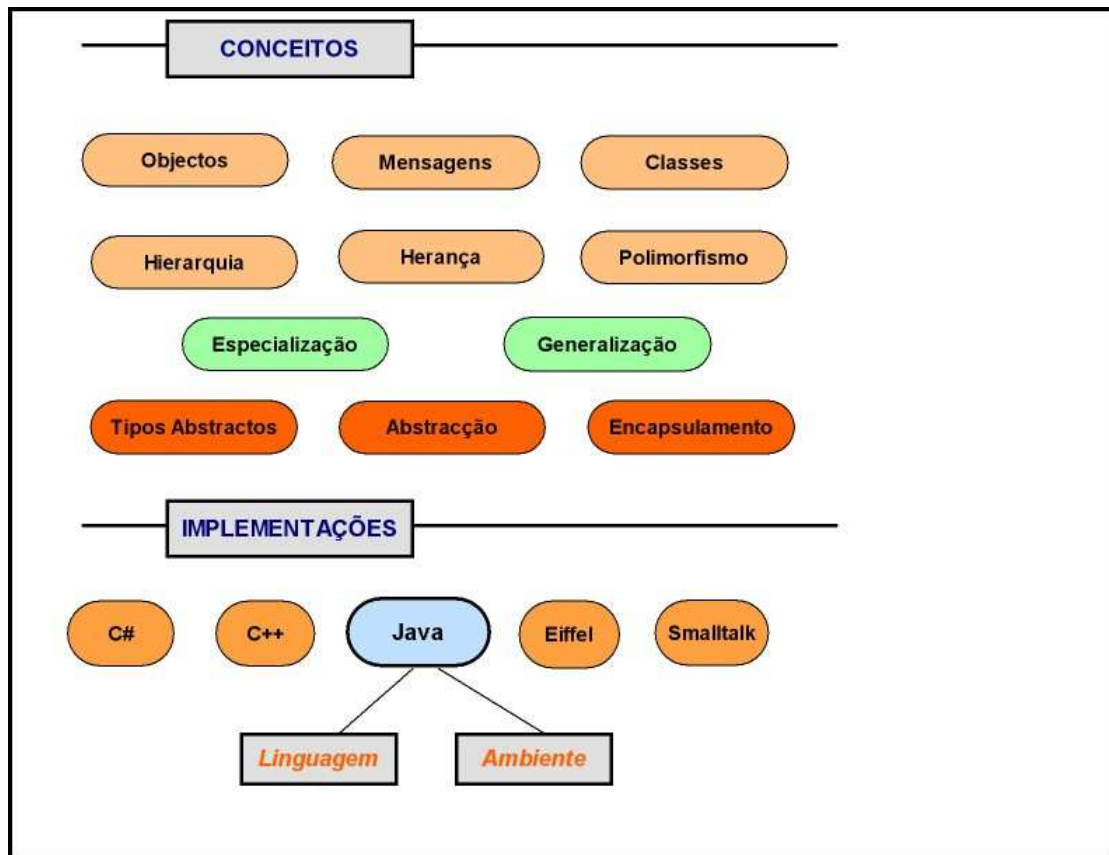 CONCEITOS
Objectos
Mensagens
Classes
Hierarquia
Herança
Polimorfismo
Especialização
Generalização
Tipos Abstractos
Abstracção
Encapsulamento
IMPLEMENTAÇÕES
C#
C++
Java
Eiffel
Smalltalk
Linguagem
Ambiente